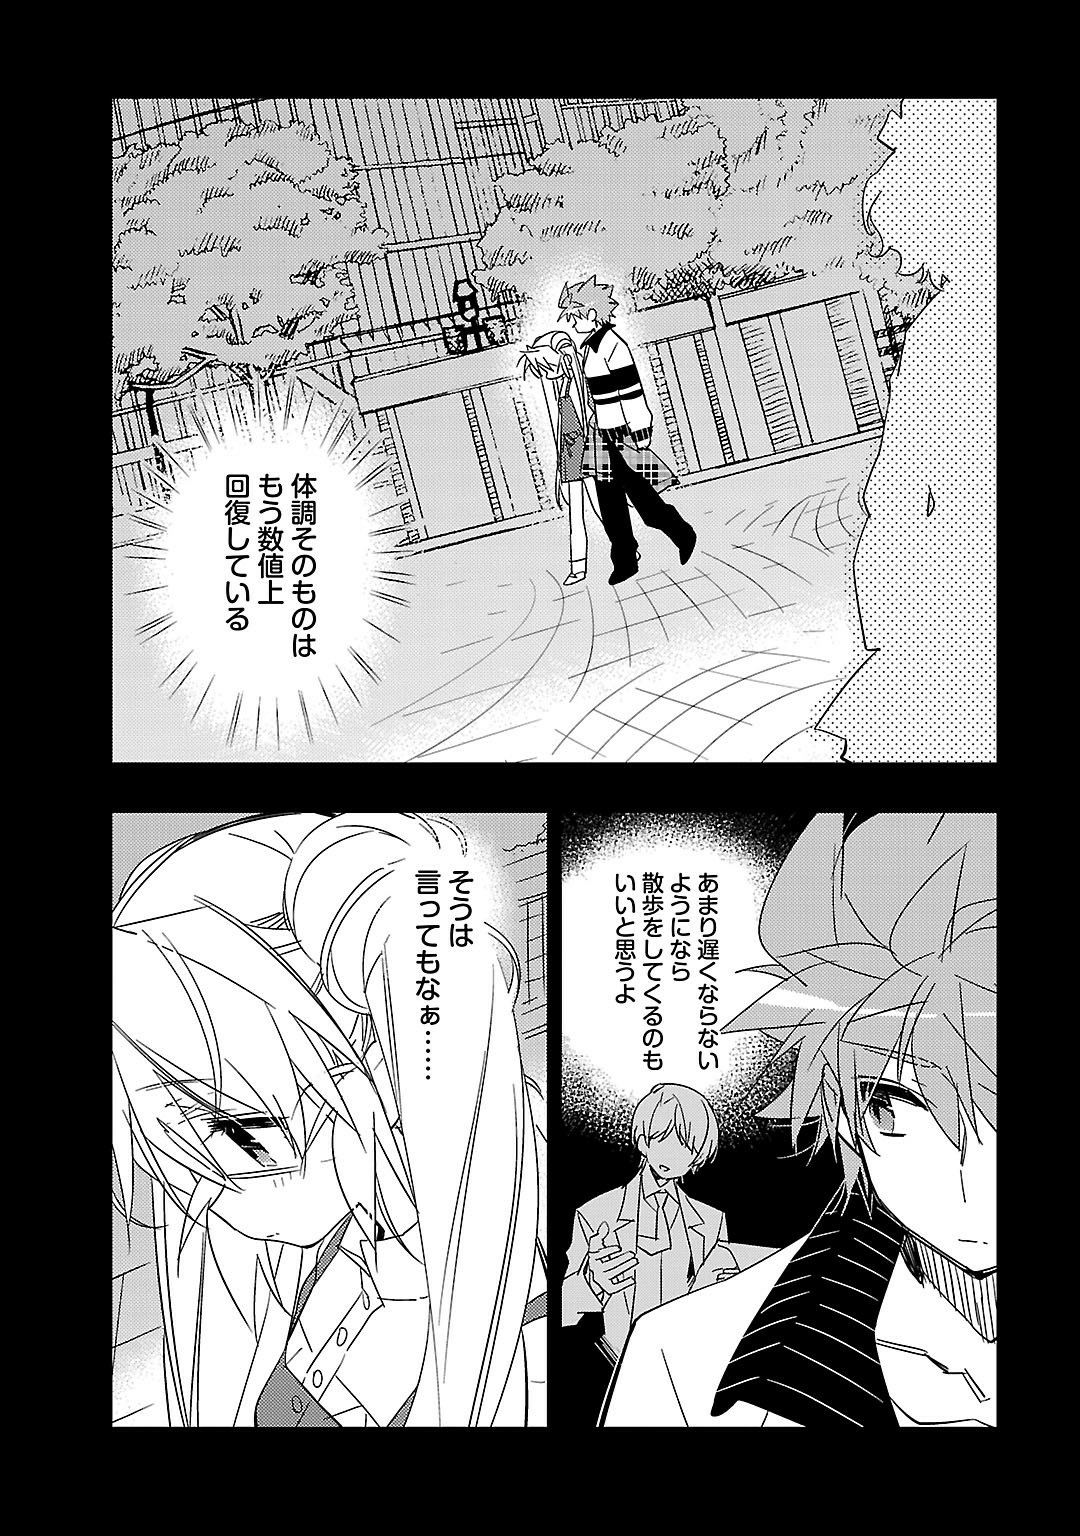 体調そのものは
もう数値上
回復している
あまり遅くならない
ようになら
散歩をしてくるのも
いいと思うよ
そうは
言ってもなぁ……